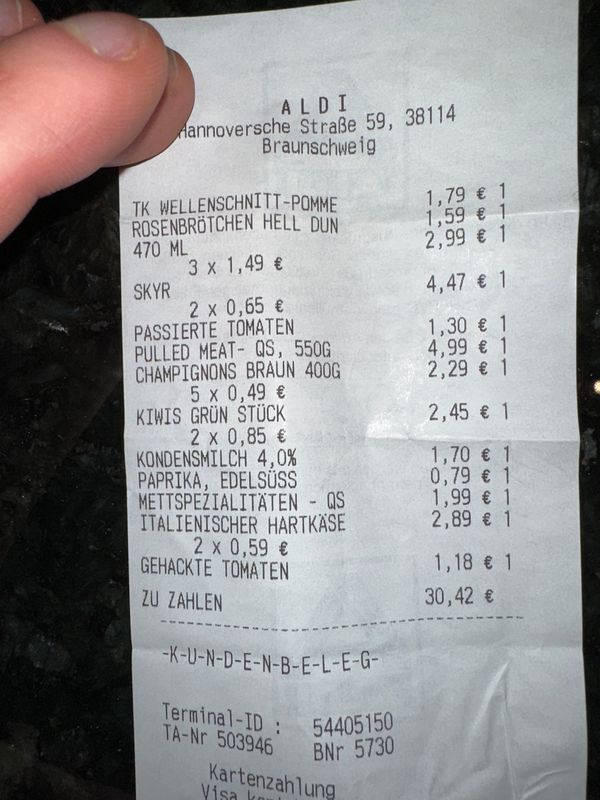 ALDI
Hannoversche Straße 59, 38114
Braunschweig
TK WELLENSCHNITT-POMME 1,79 € 1
ROSENBRÖTCHEN HELL DUN 1,59 € 1
470 ML 2,99 € 1
3 x 1,49 €
SKYR 4,47 € 1
2 x 0,65 €
PASSIERTE TOMATEN 1,30 € 1
PULLED MEAT- QS, 550G 4,99 € 1
CHAMPIGNONS BRAUN 400G 2,29 € 1
5 x 0,49 €
KIWIS GRÜN STÜCK 2,45 € 1
2 x 0,85 €
KONDENSMILCH 4,0% 1,70 € 1
PAPRIKA, EDELSÜSS 0,79 € 1
METTSPEZIALITÄTEN - QS 1,99 € 1
ITALIENISCHER HARTKÄSE 2,89 € 1
2 x 0,59 €
GEHACKTE TOMATEN 1,18 € 1
ZU ZAHLEN 30,42 €
-K-U-N-D-E-N-B-E-L-E-G-
Terminal-ID : 54405150
TA-Nr 503946 BNr 5730
Kartenzahlung
Visa